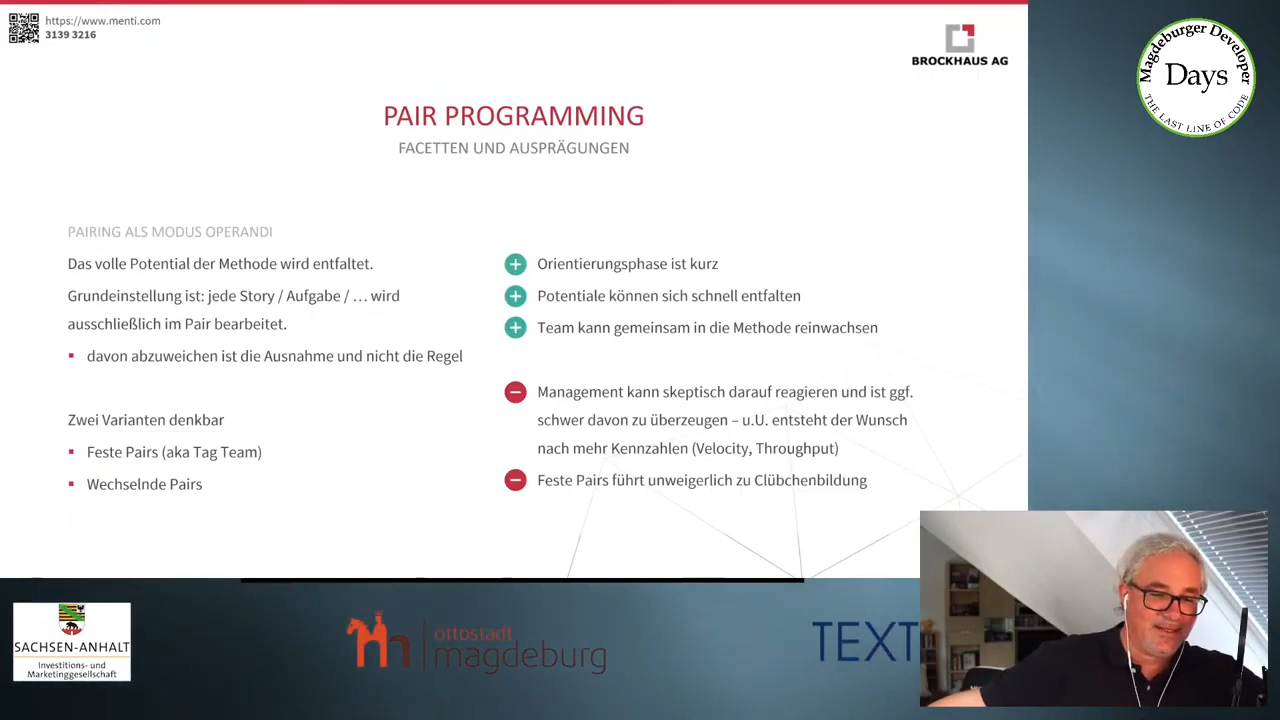 https://www.menti.com
3139 3216
BROCKHAUS AG
Magdeburger Developer
Days
THE LAST LINE OF CODE
PAIR PROGRAMMING
FACETTEN UND AUSPRÄGUNGEN
PAIRING ALS MODUS OPERANDI
Das volle Potential der Methode wird entfaltet.
Grundeinstellung ist: jede Story / Aufgabe / … wird
ausschließlich im Pair bearbeitet.
▪ davon abzuweichen ist die Ausnahme und nicht die Regel
Zwei Varianten denkbar
▪ Feste Pairs (aka Tag Team)
▪ Wechselnde Pairs
+ Orientierungsphase ist kurz
+ Potentiale können sich schnell entfalten
+ Team kann gemeinsam in die Methode reinwachsen
− Management kann skeptisch darauf reagieren und ist ggf.
schwer davon zu überzeugen – u.U. entsteht der Wunsch
nach mehr Kennzahlen (Velocity, Throughput)
− Feste Pairs führt unweigerlich zu Clübchenbildung
SACHSEN-ANHALT
Investitions- und
Marketinggesellschaft
ottostadt
magdeburg
TEXT